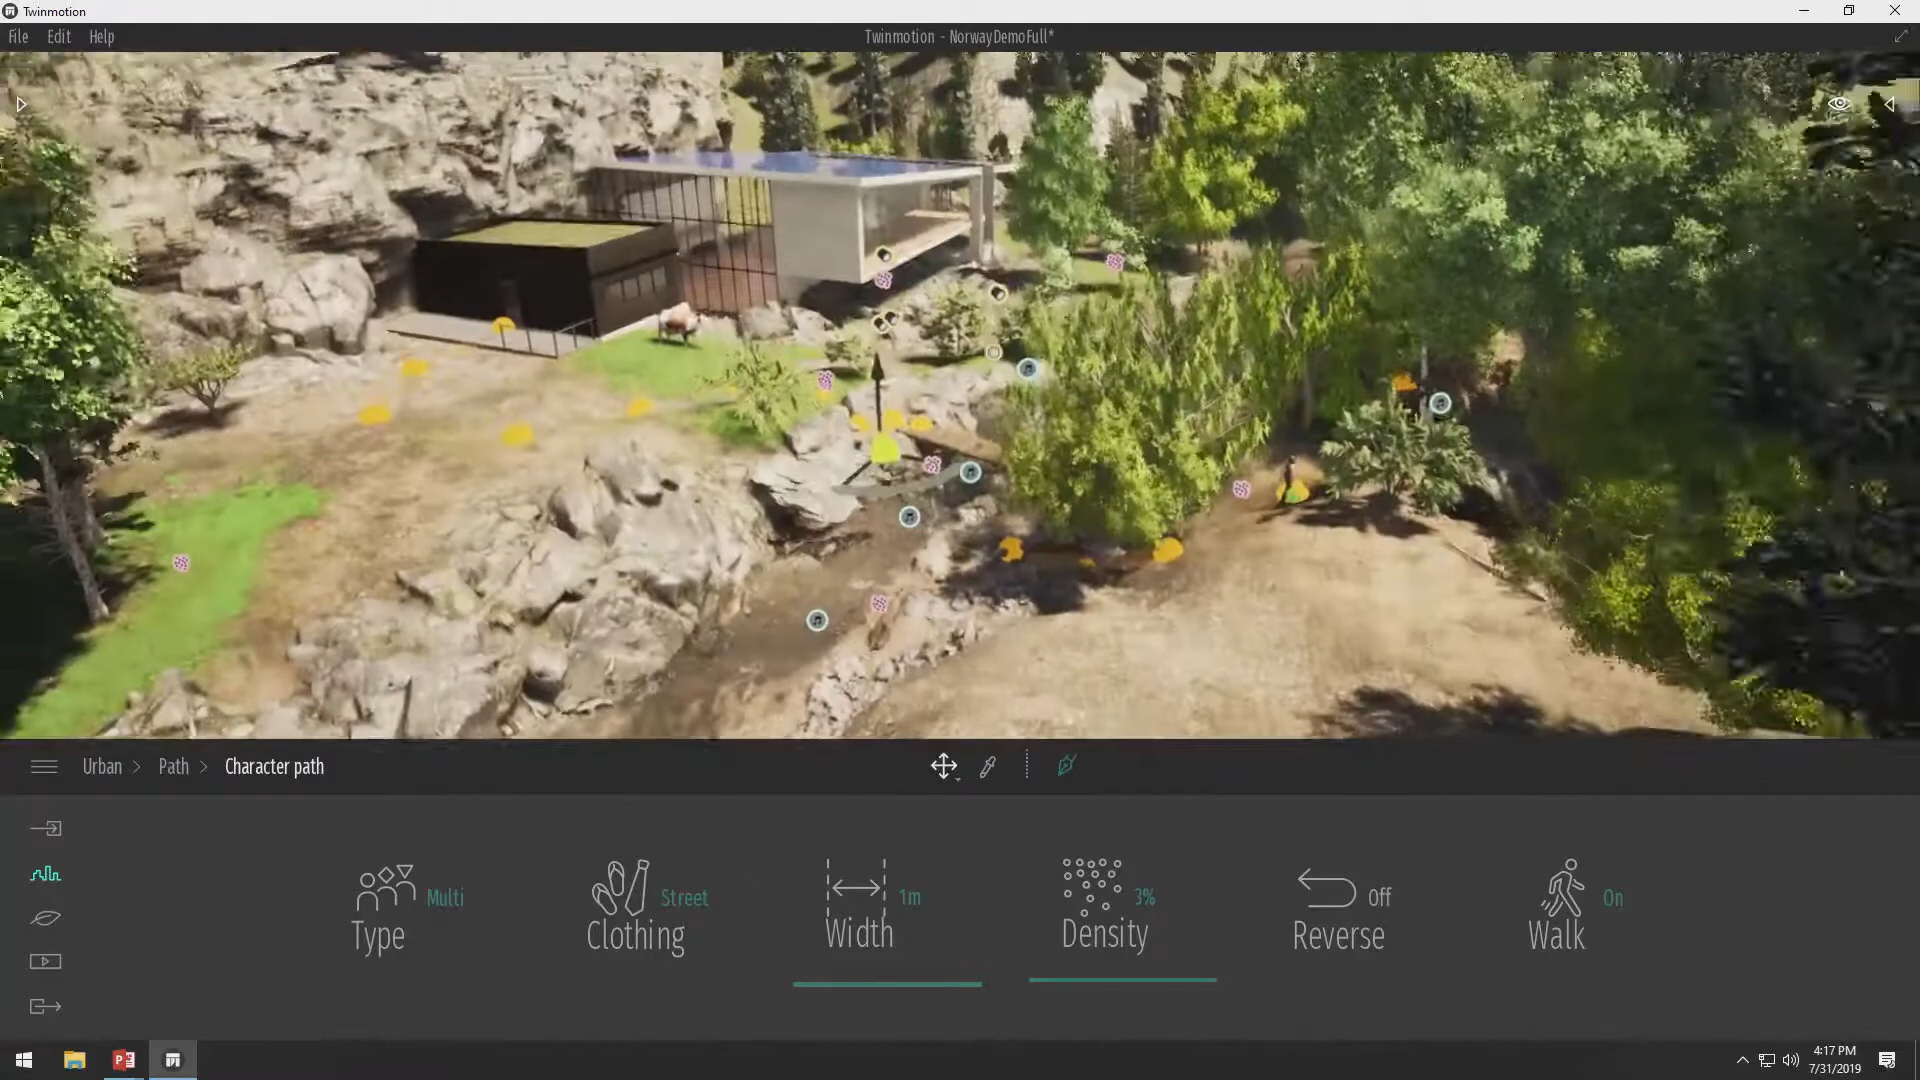 Twinmotion
File Edit Help
Twinmotion - NorwayDemoFull*
Urban > Path > Character path
Multi
Type
Street
Clothing
1m
Width
3%
Density
Off
Reverse
On
Walk
4:17 PM
7/31/2019